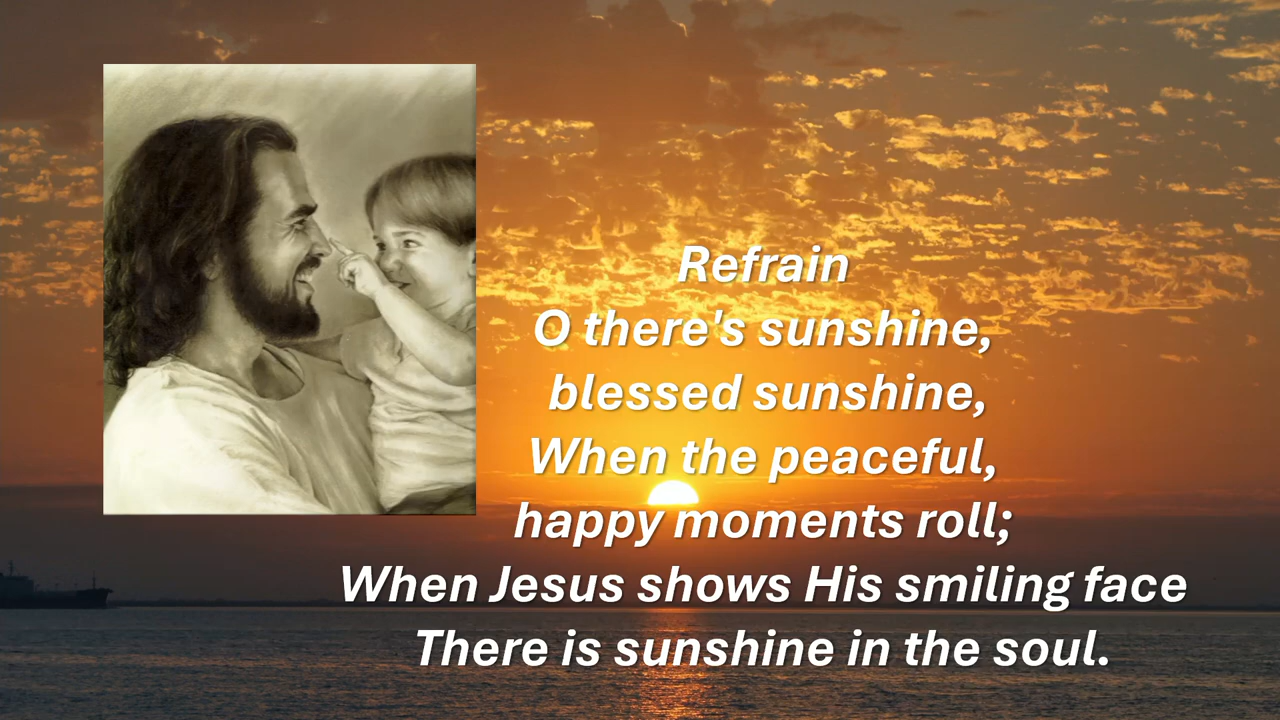 Refrain
O there's sunshine,
blessed sunshine,
When the peaceful,
happy moments roll;
When Jesus shows His smiling face
There is sunshine in the soul.